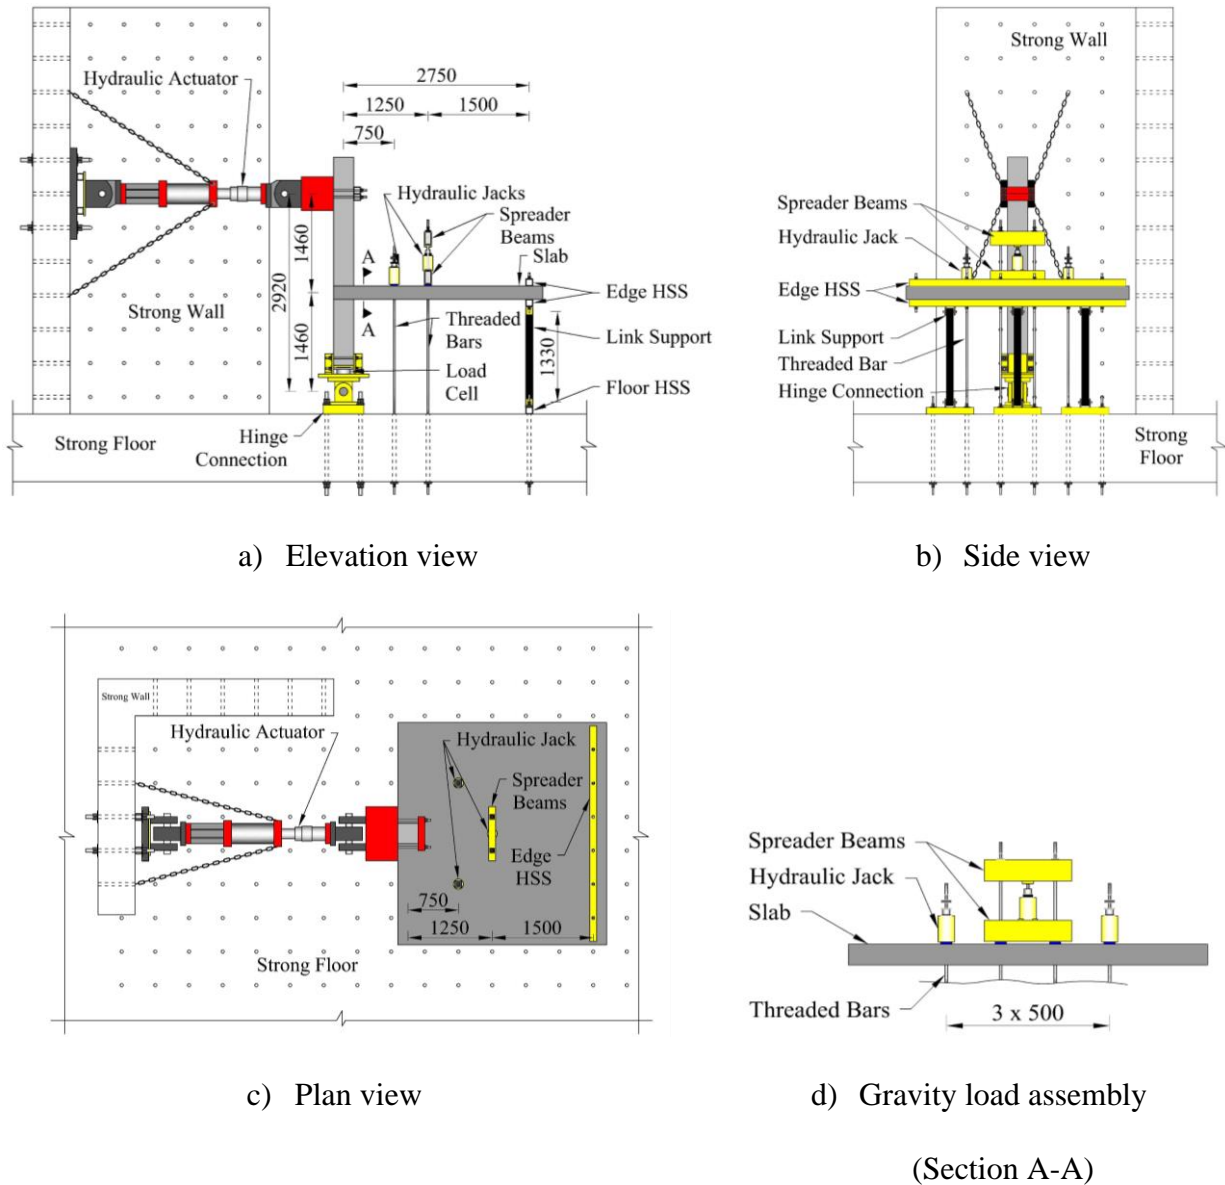 Hydraulic
Actuator
2750
1250
1500
750
Hydraulic Jacks
Spreader
Beams
Slab
A
A
1460
2920
1460
Strong Wall
Threaded
Bars
Load
Cell
Edge HSS
Link Support
1330
Floor HSS
Hinge
Connection
Strong Floor
a) Elevation view
Strong Wall
Spreader Beams
Hydraulic Jack
Edge HSS
Link Support
Threaded Bar
Hinge Connection
Strong
Floor
b) Side view
Strong Wall
Hydraulic Actuator
Hydraulic Jack
Spreader
Beams
Edge
HSS
750
1250
1500
Strong Floor
c) Plan view
Spreader Beams
Hydraulic Jack
Slab
Threaded Bars
3 x 500
d) Gravity load assembly
(Section A-A)